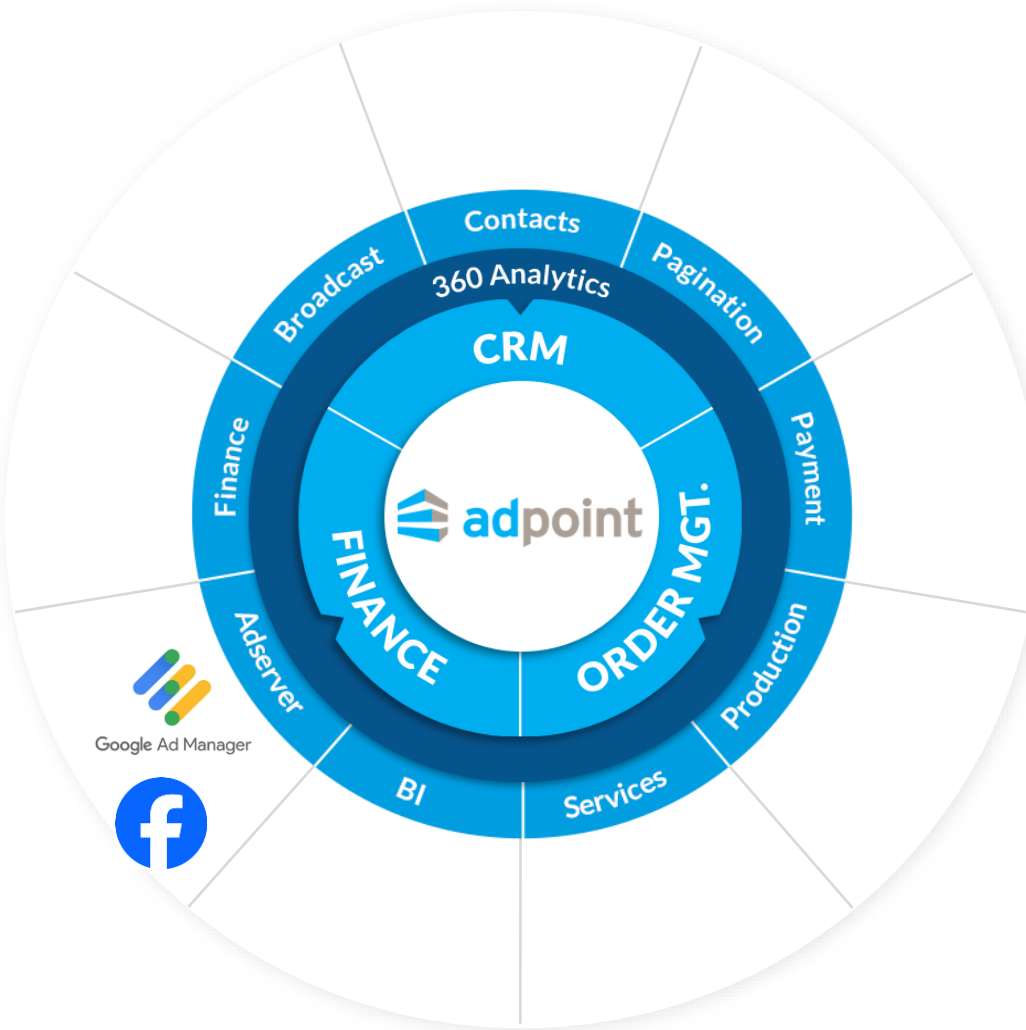 Contacts
Pagination
Payment
Production
Services
BI
Adserver
Finance
Broadcast
360 Analytics
CRM
ORDER MGT.
FINANCE
adpoint
Google Ad Manager